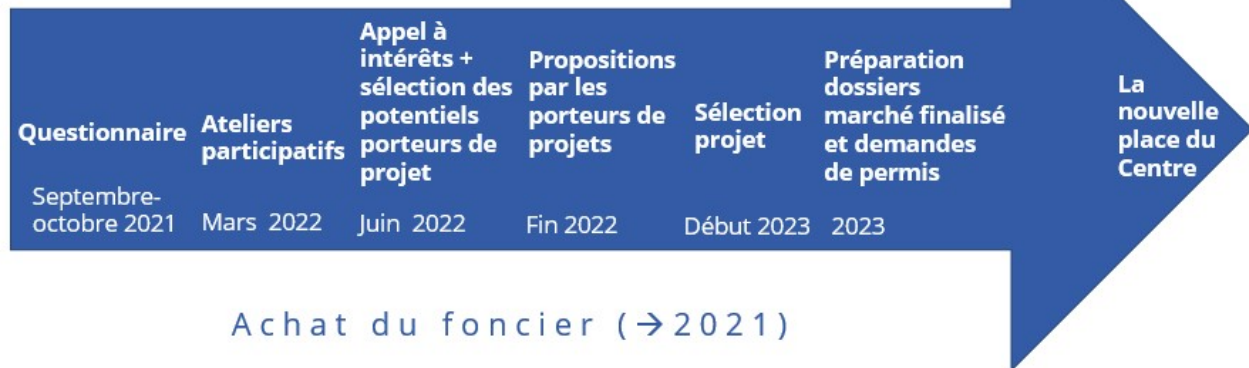 Questionnaire
Septembre-
octobre 2021
Ateliers
participatifs
Mars 2022
Appel à
intérêts +
sélection des
potentiels
porteurs de
projet
Juin 2022
Propositions
par les
porteurs de
projets
Fin 2022
Sélection
projet
Début 2023
Préparation
dossiers
marché finalisé
et demandes
de permis
2023
La
nouvelle
place du
Centre
Achat du foncier (→2021)